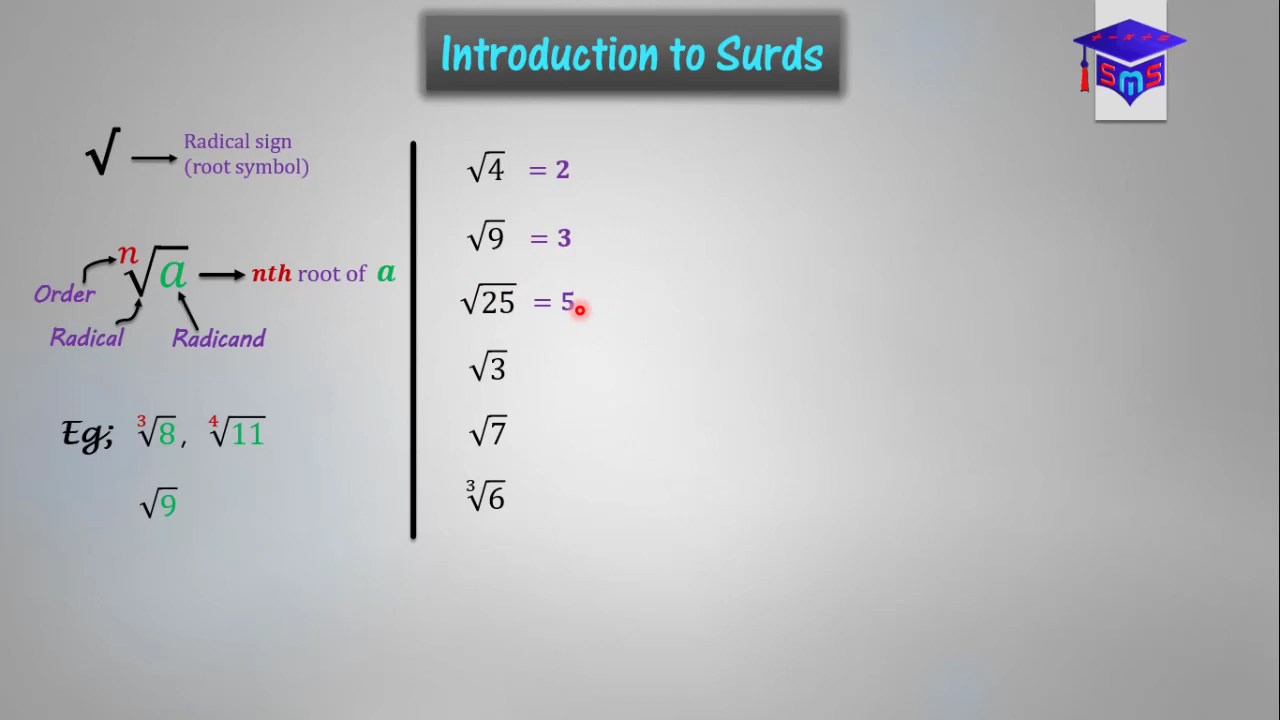 Introduction to Surds
SMS
√ → Radical sign
(root symbol)
ⁿ√a → nth root of a
Order
Radical Radicand
Eg; ³√8, ⁴√11
√9
√4 = 2
√9 = 3
√25 = 5
√3
√7
³√6